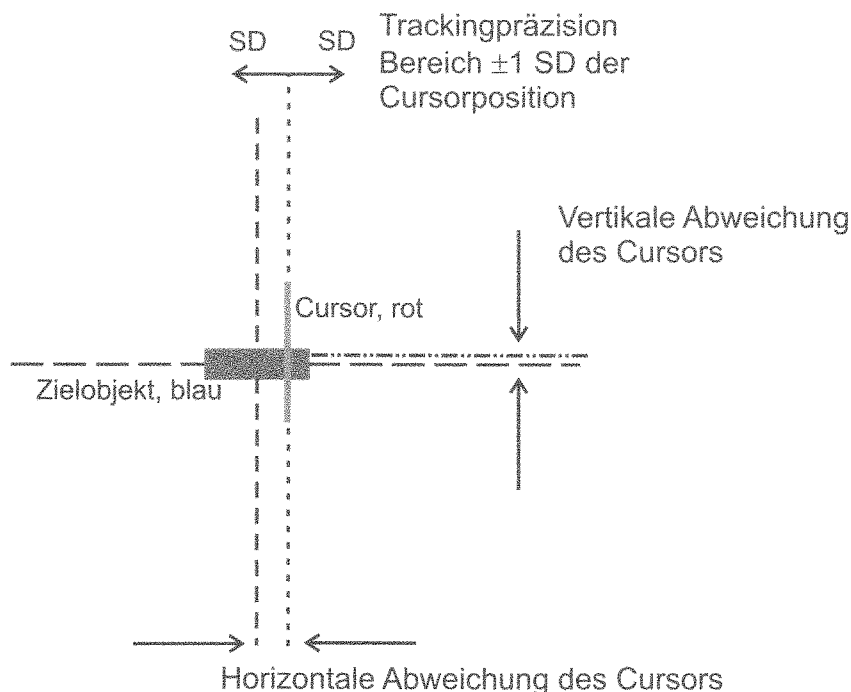 SD SD
Trackingpräzision
Bereich ±1 SD der
Cursorposition
Vertikale Abweichung
des Cursors
Cursor, rot
Zielobjekt, blau
Horizontale Abweichung des Cursors